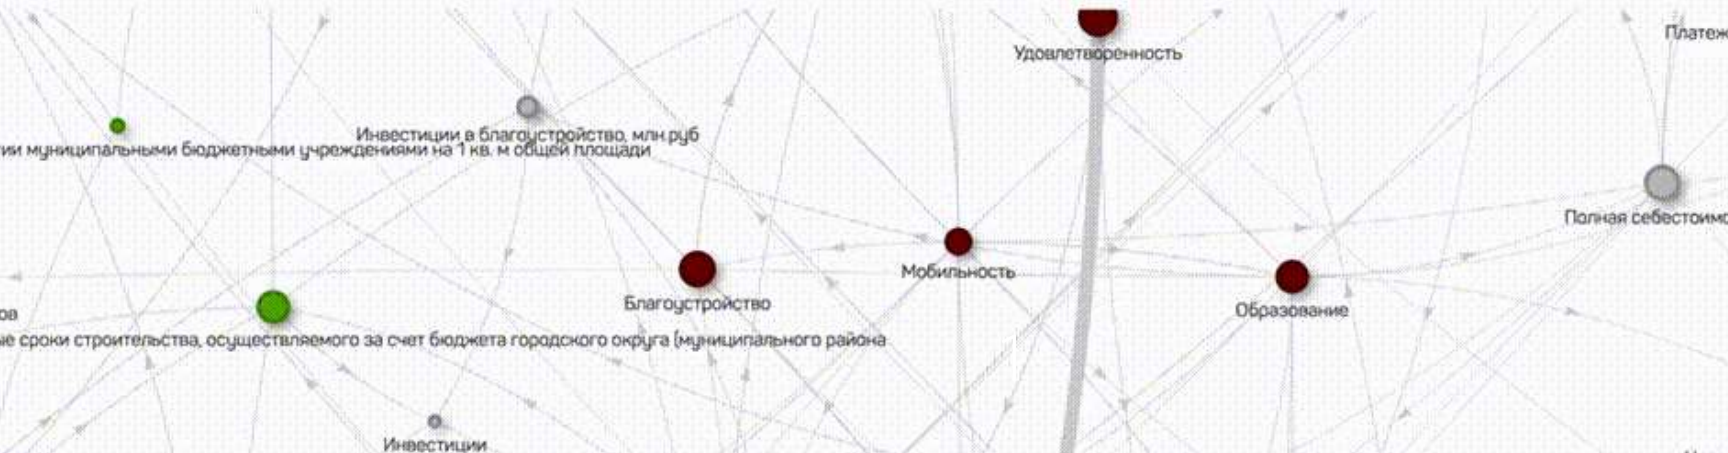 Платеж
Удовлетворенность
Инвестиции в благоустройство, млн.руб
ии муниципальными бюджетными учреждениями на 1 кв. м общей площади
Полная себестоимо
Мобильность
Благоустройство
Образование
ов
ые сроки строительства, осуществляемого за счет бюджета городского округа (муниципального района
Инвестиции